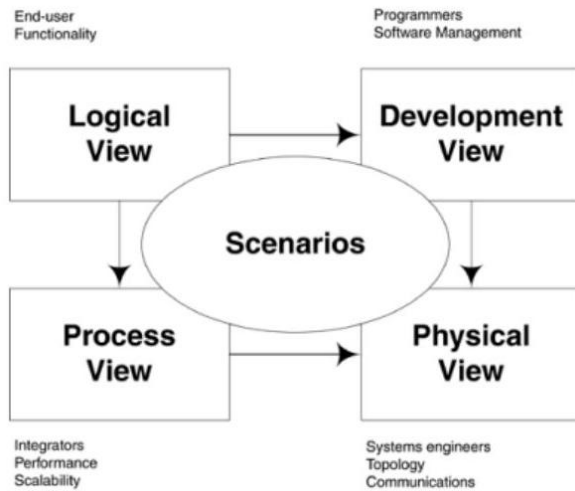 End-user
Functionality
Programmers
Software Management
Logical
View
Development
View
Scenarios
Process
View
Physical
View
Integrators
Performance
Scalability
Systems engineers
Topology
Communications